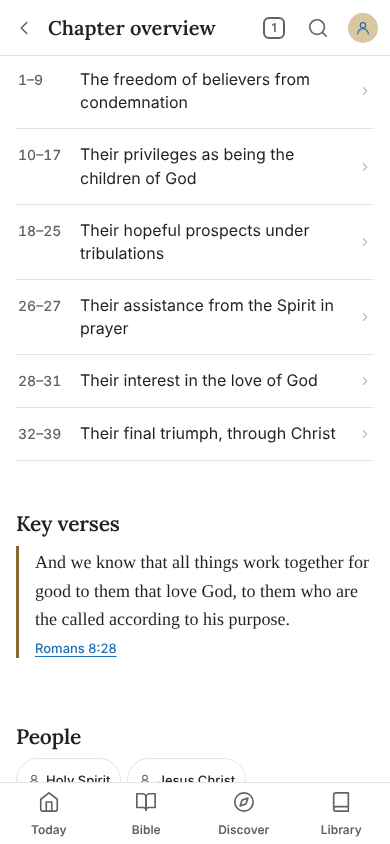 Chapter overview
1
1–9
The freedom of believers from
condemnation
10–17
Their privileges as being the
children of God
18–25
Their hopeful prospects under
tribulations
26–27
Their assistance from the Spirit in
prayer
28–31
Their interest in the love of God
32–39
Their final triumph, through Christ
Key verses
And we know that all things work together for
good to them that love God, to them who are
the called according to his purpose.
Romans 8:28
People
Holy Spirit
Jesus Christ
Today
Bible
Discover
Library